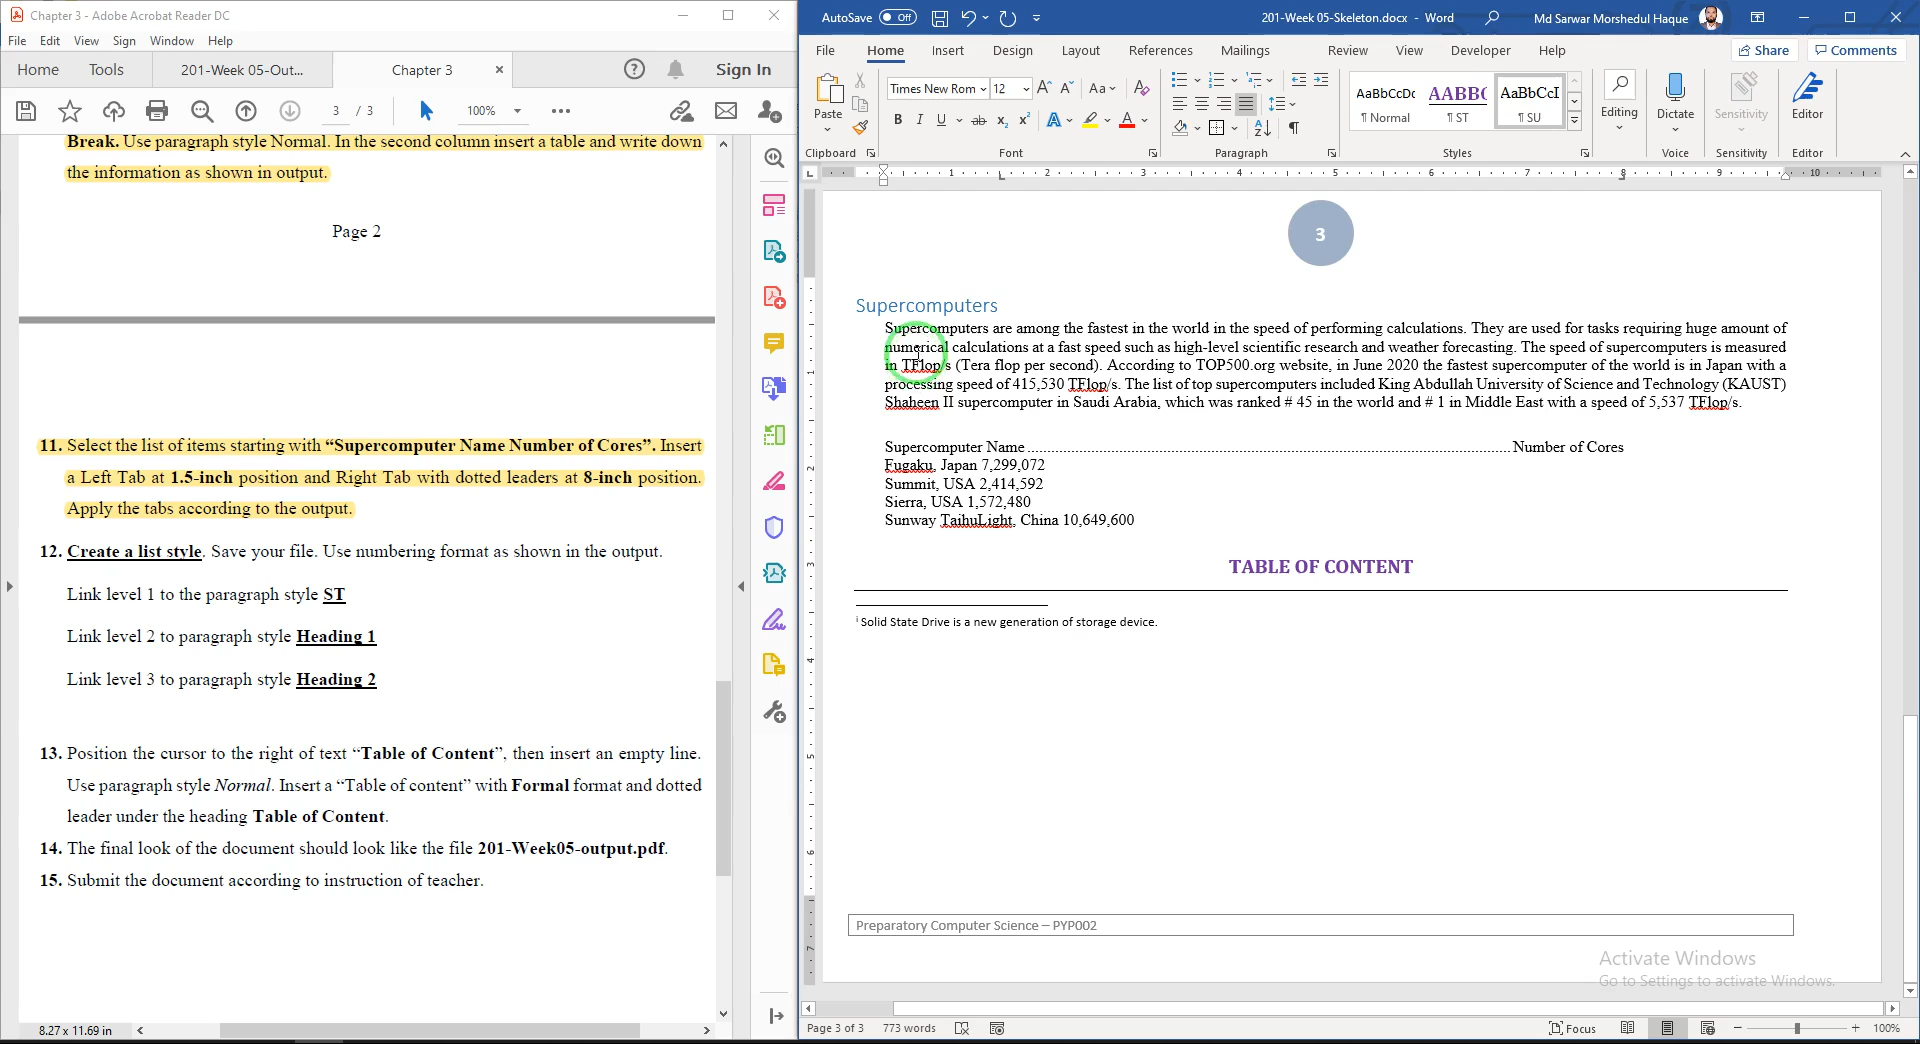 Chapter 3 - Adobe Acrobat Reader DC
File Edit View Sign Window Help
Home Tools 201-Week 05-Out... Chapter 3 × Sign In
3 / 3 100%
Break. Use paragraph style Normal. In the second column insert a table and write down
the information as shown in output.
Page 2
11. Select the list of items starting with “Supercomputer Name Number of Cores”. Insert
a Left Tab at 1.5-inch position and Right Tab with dotted leaders at 8-inch position.
Apply the tabs according to the output.
12. Create a list style. Save your file. Use numbering format as shown in the output.
Link level 1 to the paragraph style ST
Link level 2 to paragraph style Heading 1
Link level 3 to paragraph style Heading 2
13. Position the cursor to the right of text “Table of Content”, then insert an empty line.
Use paragraph style Normal. Insert a “Table of content” with Formal format and dotted
leader under the heading Table of Content.
14. The final look of the document should look like the file 201-Week05-output.pdf.
15. Submit the document according to instruction of teacher.
8.27 x 11.69 in
AutoSave Off 201-Week 05-Skeleton.docx - Word Md Sarwar Morshedul Haque
File Home Insert Design Layout References Mailings Review View Developer Help Share Comments
Paste Times New Rom 12 Aa AaBbCcDc AABBC AaBbCcI Editing Dictate Sensitivity Editor
¶ Normal ¶ ST ¶ SU
Clipboard Font Paragraph Styles Voice Sensitivity Editor
1 2 3 4 5 6 7 8 9 10
3
Supercomputers
Supercomputers are among the fastest in the world in the speed of performing calculations. They are used for tasks requiring huge amount of
numerical calculations at a fast speed such as high-level scientific research and weather forecasting. The speed of supercomputers is measured
in TFlop/s (Tera flop per second). According to TOP500.org website, in June 2020 the fastest supercomputer of the world is in Japan with a
processing speed of 415,530 TFlop/s. The list of top supercomputers included King Abdullah University of Science and Technology (KAUST)
Shaheen II supercomputer in Saudi Arabia, which was ranked # 45 in the world and # 1 in Middle East with a speed of 5,537 TFlop/s.
Supercomputer Name Number of Cores
Fugaku, Japan 7,299,072
Summit, USA 2,414,592
Sierra, USA 1,572,480
Sunway TaihuLight, China 10,649,600
TABLE OF CONTENT
i Solid State Drive is a new generation of storage device.
Preparatory Computer Science – PYP002
Activate Windows
Go to Settings to activate Windows.
Page 3 of 3 773 words Focus 100%